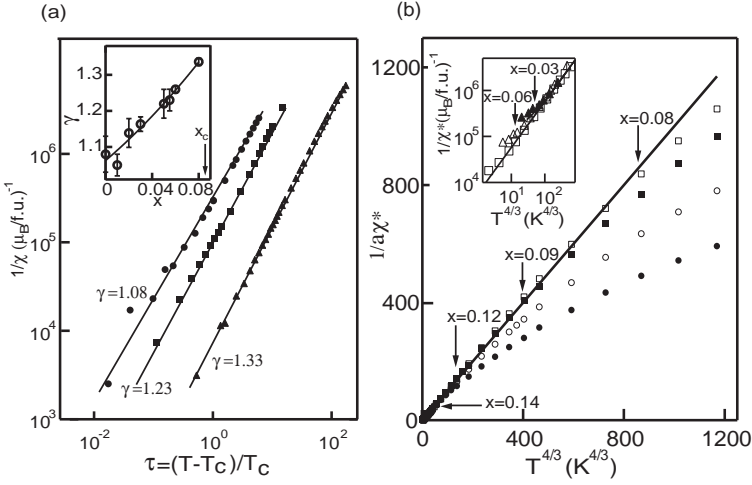 (a)
10^6
10^5
10^4
10^3
1/χ (μ_B/f.u.)^-1
1.3
1.2
1.1
γ
0
0.04
0.08
x
x_c
γ=1.08
γ=1.23
γ=1.33
10^-2
10^0
10^2
τ=(T-T_C)/T_C
(b)
1200
800
400
0
1/aχ*
10^6
10^5
10^4
1/χ*(μ_B/f.u.)^-1
x=0.03
x=0.06
10^1
10^2
T^4/3 (K^4/3)
x=0.08
x=0.09
x=0.12
x=0.14
0
400
800
1200
T^4/3 (K^4/3)